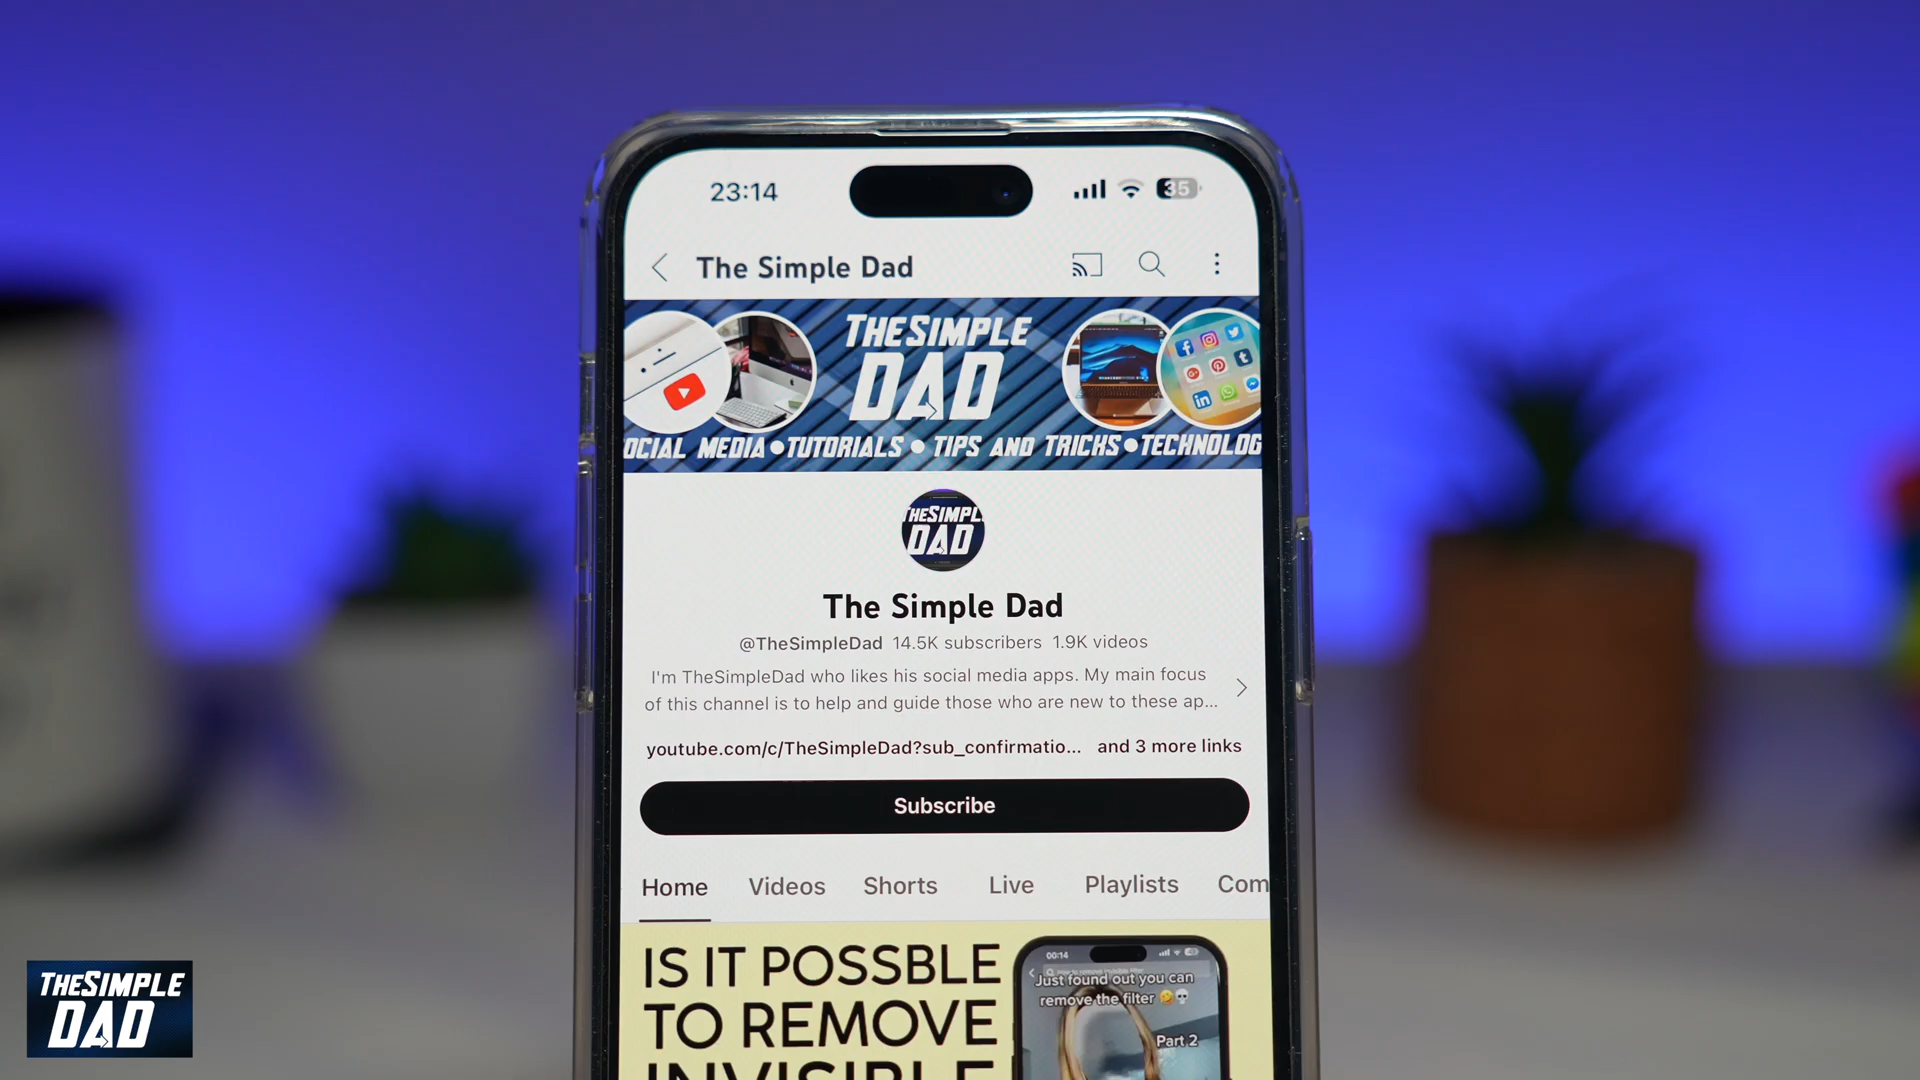 23:14
35
The Simple Dad
THESIMPLE
DAD
OCIAL MEDIA • TUTORIALS • TIPS AND TRICKS • TECHNOLOG
HESIMPL
DAD
The Simple Dad
@TheSimpleDad 14.5K subscribers 1.9K videos
I'm TheSimpleDad who likes his social media apps. My main focus
of this channel is to help and guide those who are new to these ap...
youtube.com/c/TheSimpleDad?sub_confirmatio... and 3 more links
Subscribe
Home Videos Shorts Live Playlists Com
IS IT POSSBLE
TO REMOVE
INVISIBLE
00:14
Just found out you can
remove the filter 🤣💀
Part 2
THESIMPLE
DAD